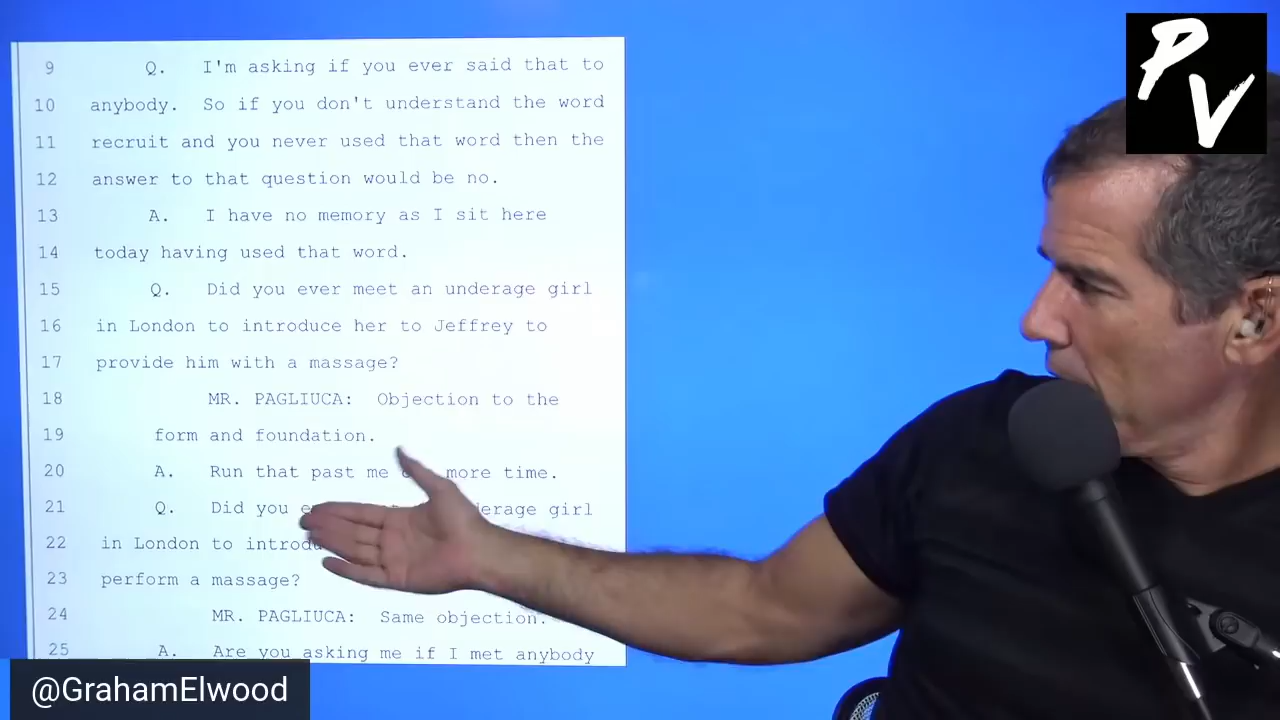 PV
9 Q. I'm asking if you ever said that to
10 anybody. So if you don't understand the word
11 recruit and you never used that word then the
12 answer to that question would be no.
13 A. I have no memory as I sit here
14 today having used that word.
15 Q. Did you ever meet an underage girl
16 in London to introduce her to Jeffrey to
17 provide him with a massage?
18 MR. PAGLIUCA: Objection to the
19 form and foundation.
20 A. Run that past me more time.
21 Q. Did you girl
22 in London to
23 perform a massage?
24 MR. PAGLIUCA: Same objection.
25 A. Are you asking me if I met anybody
@GrahamElwood